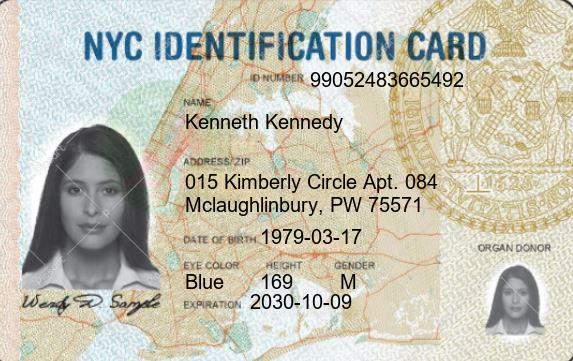 NYC IDENTIFICATION CARD
ID NUMBER 99052483665492
NAME
Kenneth Kennedy
ADDRESS/ZIP
015 Kimberly Circle Apt. 084
Mclaughlinbury, PW 75571
DATE OF BIRTH 1979-03-17
EYE COLOR HEIGHT GENDER
Blue 169 M
EXPIRATION 2030-10-09
Wendy D. Sample
ORGAN DONOR